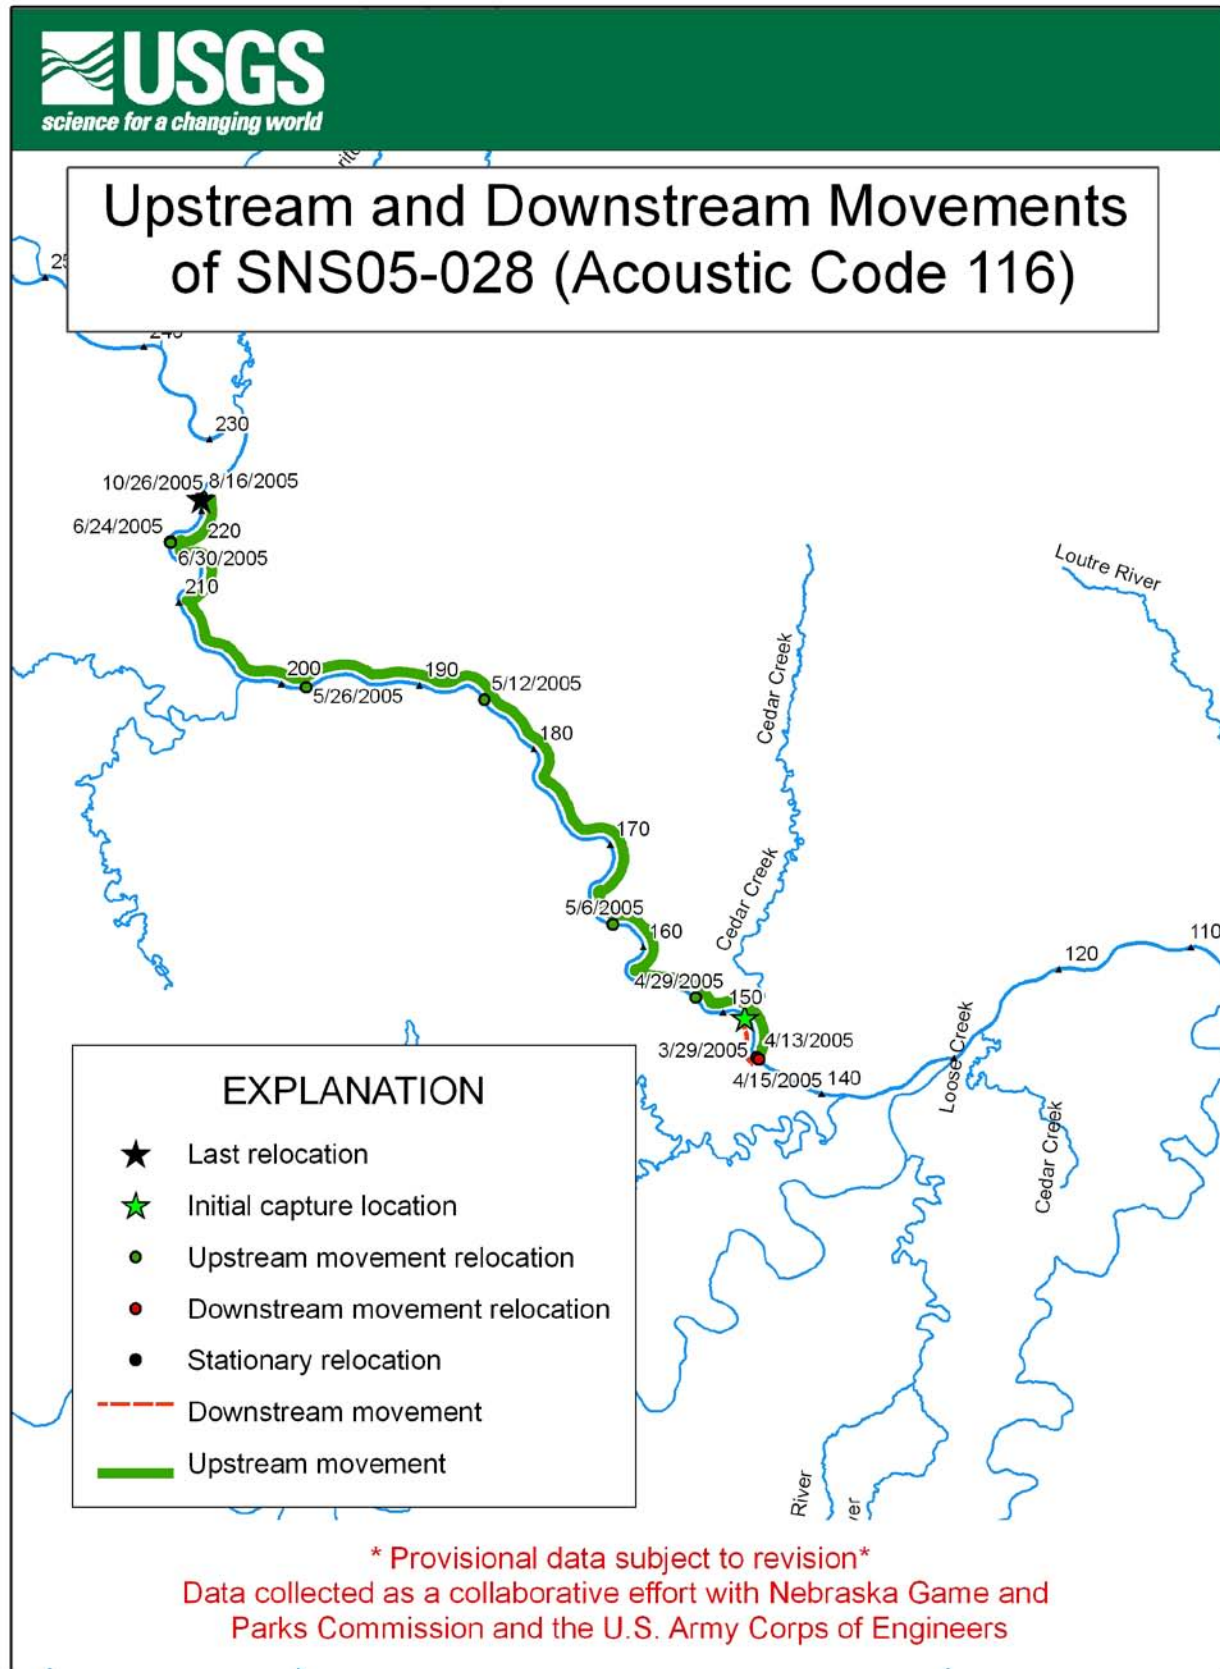 USGS
science for a changing world
Upstream and Downstream Movements
of SNS05-028 (Acoustic Code 116)
230
10/26/2005 8/16/2005
6/24/2005
220
6/30/2005
210
200
190
5/12/2005
5/26/2005
180
170
5/6/2005
160
4/29/2005
150
4/13/2005
3/29/2005
4/15/2005 140
Cedar Creek
Cedar Creek
Loutre River
120
110
Loose Creek
Cedar Creek
River
EXPLANATION
Last relocation
Initial capture location
Upstream movement relocation
Downstream movement relocation
Stationary relocation
Downstream movement
Upstream movement
* Provisional data subject to revision*
Data collected as a collaborative effort with Nebraska Game and
Parks Commission and the U.S. Army Corps of Engineers